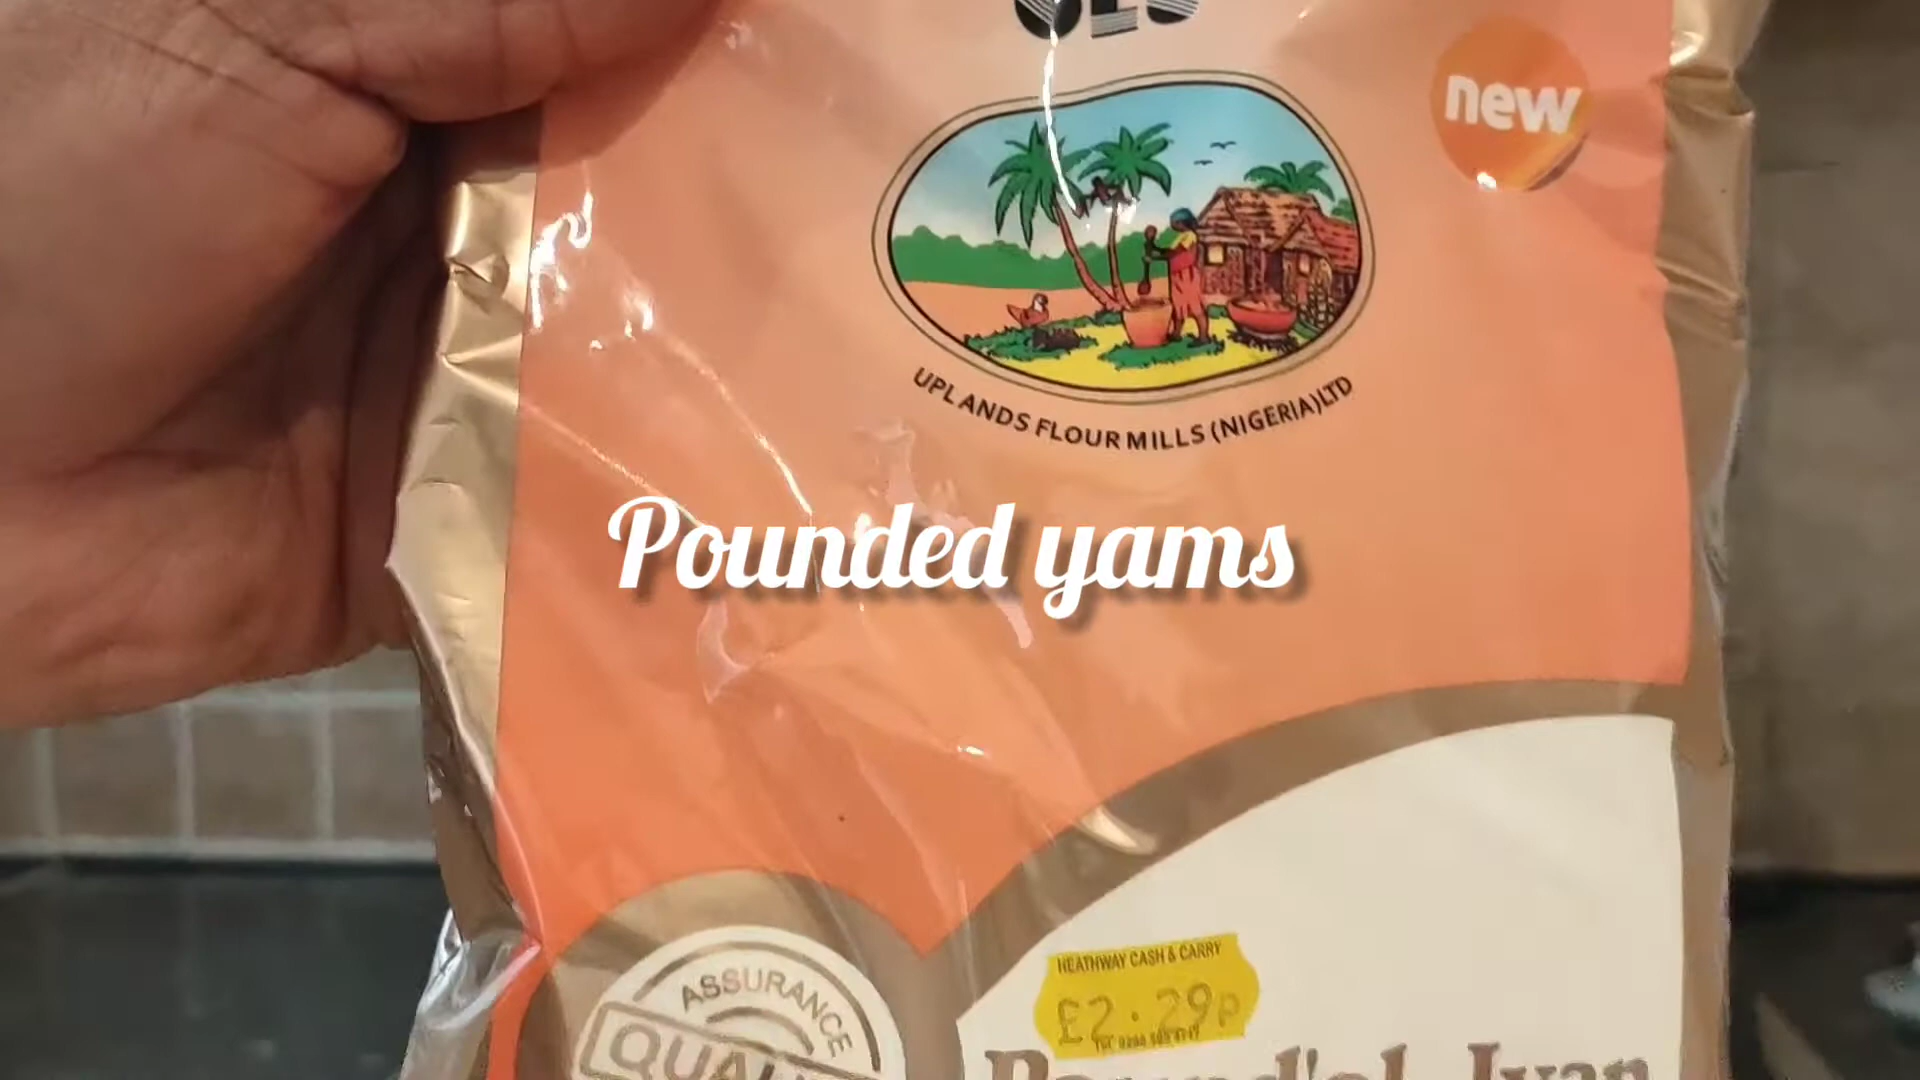 new
UPLANDS FLOUR MILLS (NIGERIA) LTD
Pounded yams
ASSURANCE
HEATHWAY CASH & CARRY
£2.29p